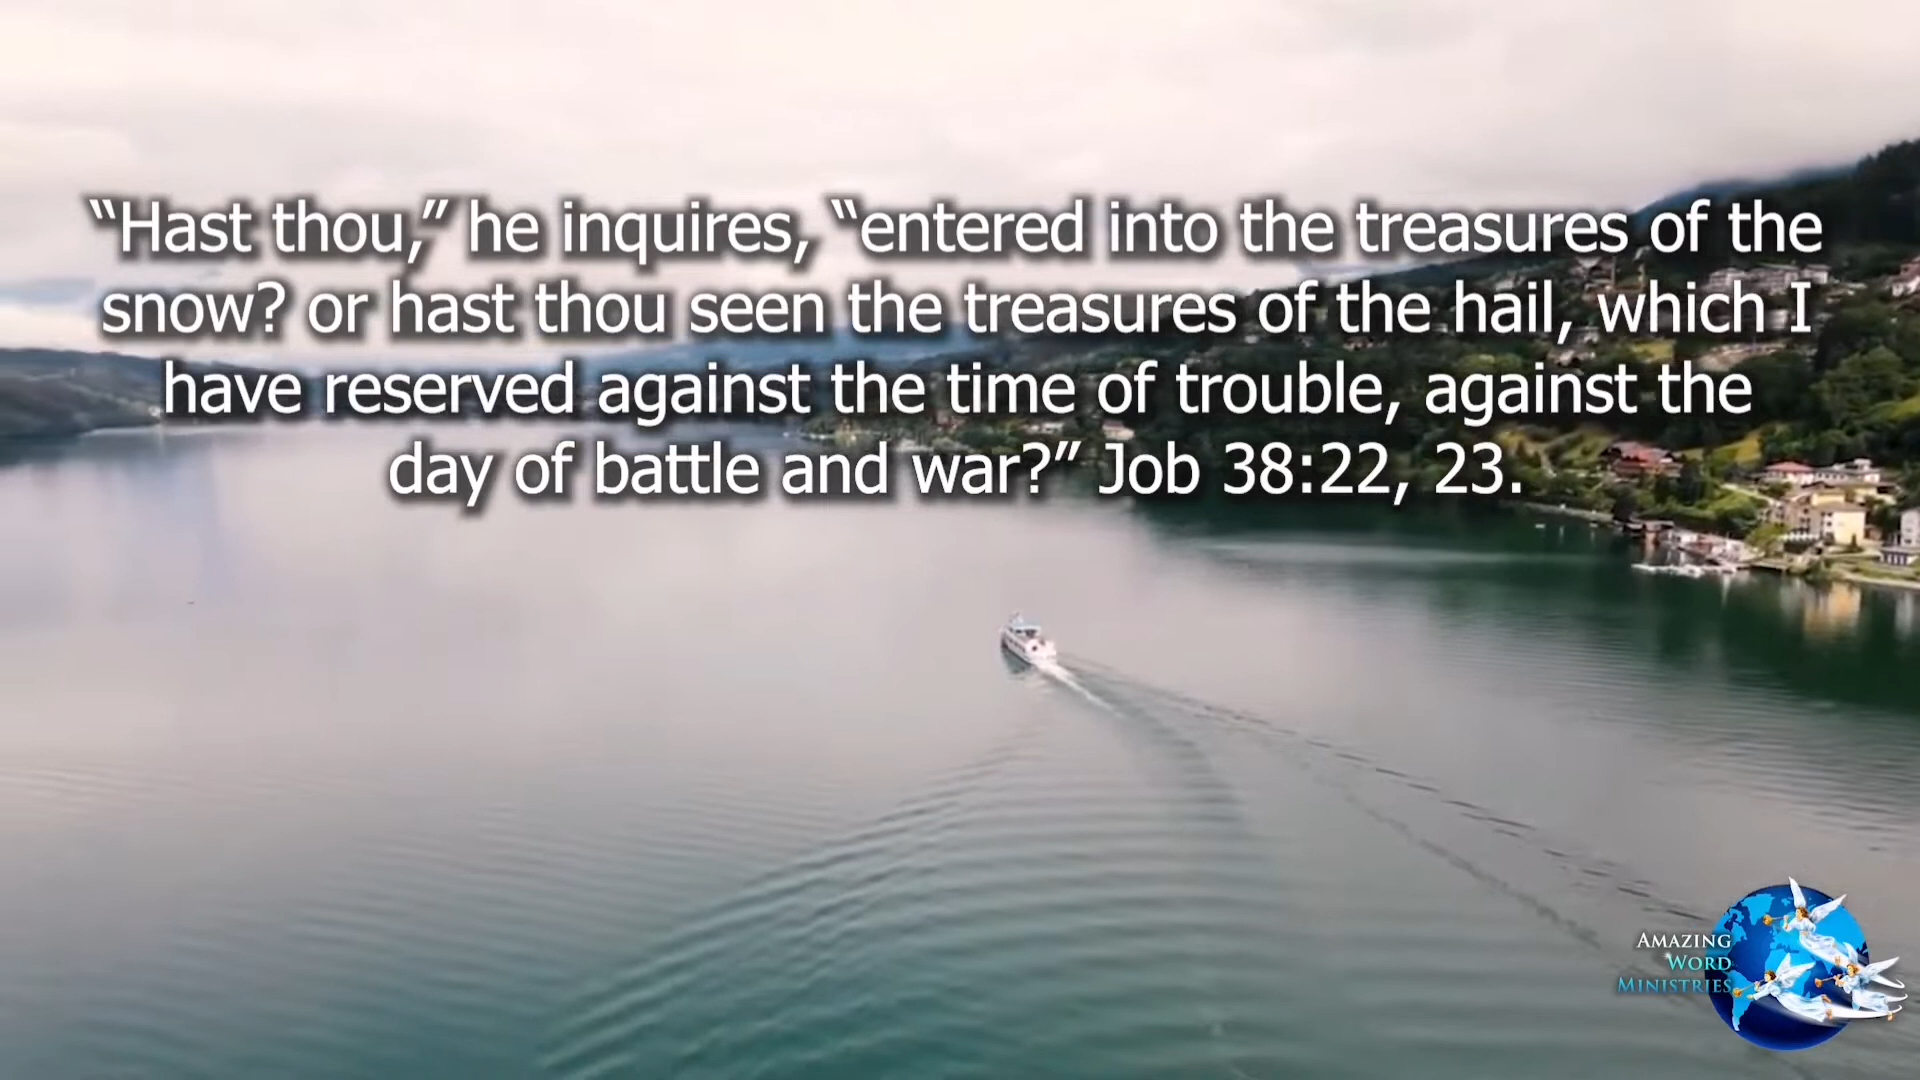 “Hast thou,” he inquires, “entered into the treasures of the
snow? or hast thou seen the treasures of the hail, which I
have reserved against the time of trouble, against the
day of battle and war?” Job 38:22, 23.
AMAZING
WORD
MINISTRIES